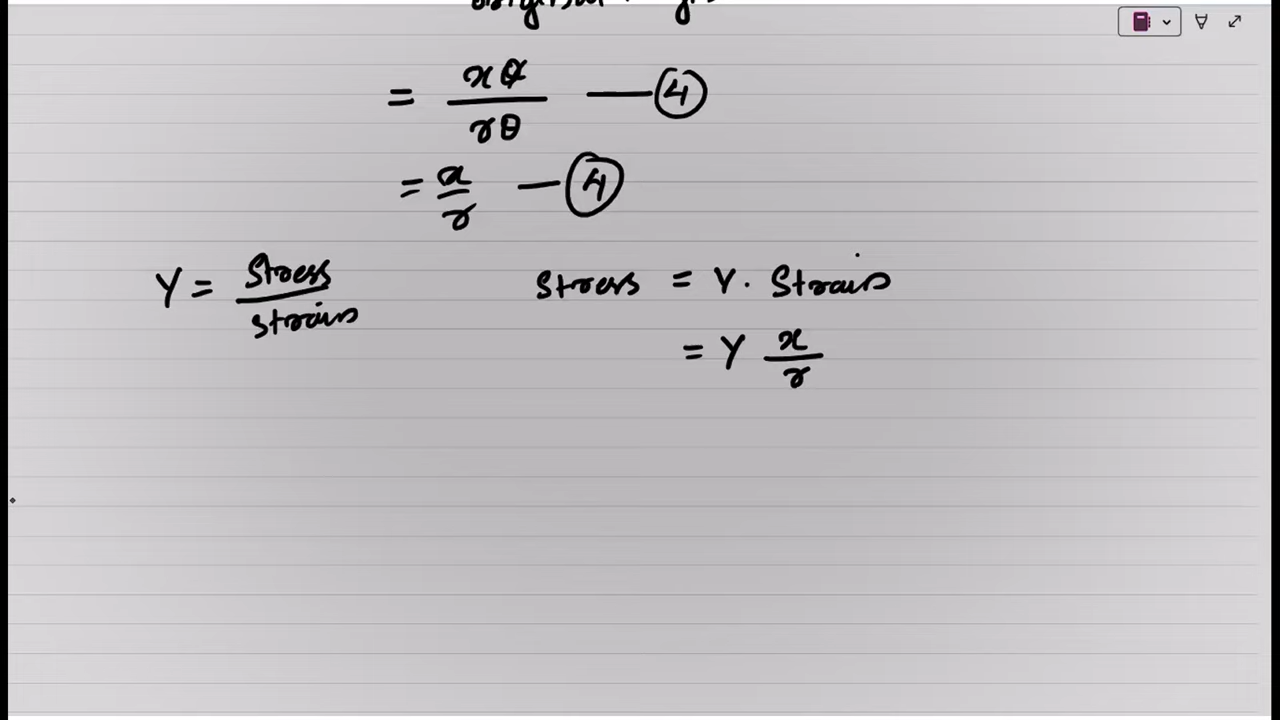 = xθ / rθ —— ④
= x / r — ④
Y = Stress / Strain
Stress = Y . Strain
= Y x / r